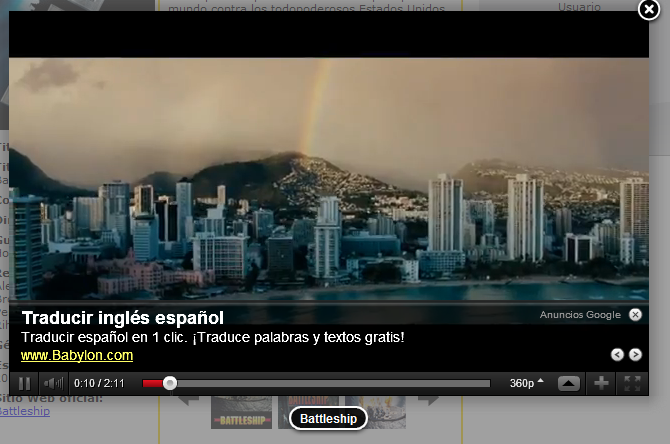 mundo contra los todopoderosos Estados Unidos
Usuario
Traducir inglés español
Anuncios Google
Traducir español en 1 clic. ¡Traduce palabras y textos gratis!
www.Babylon.com
0:10 / 2:11
360p
Sitio Web oficial:
Battleship
BATTLESHIP
Battleship